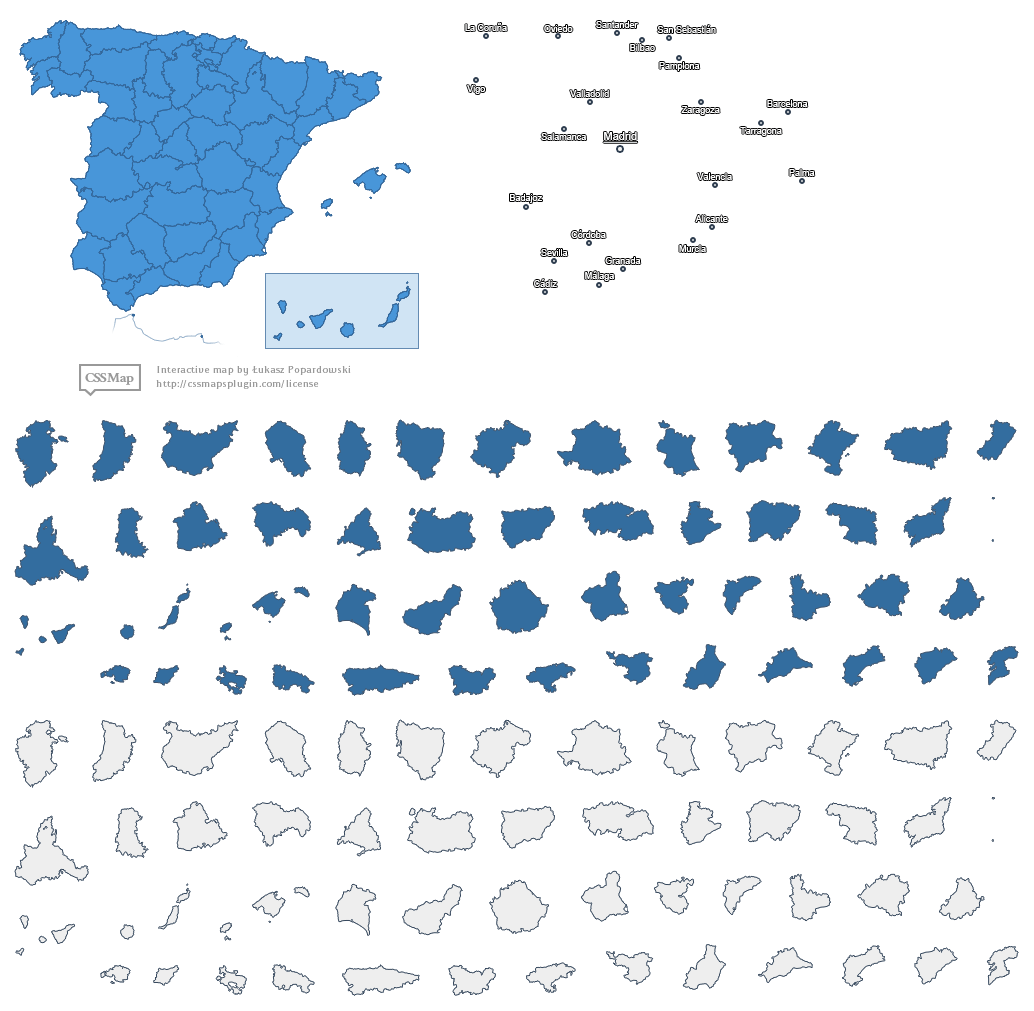 La Coruña
Oviedo
Santander
San Sebastián
Bilbao
Pamplona
Vigo
Valladolid
Zaragoza
Barcelona
Salamanca
Madrid
Tarragona
Valencia
Palma
Badajoz
Alicante
Córdoba
Murcia
Sevilla
Granada
Málaga
Cádiz
CSSMap
Interactive map by Łukasz Popardowski
http://cssmapsplugin.com/license